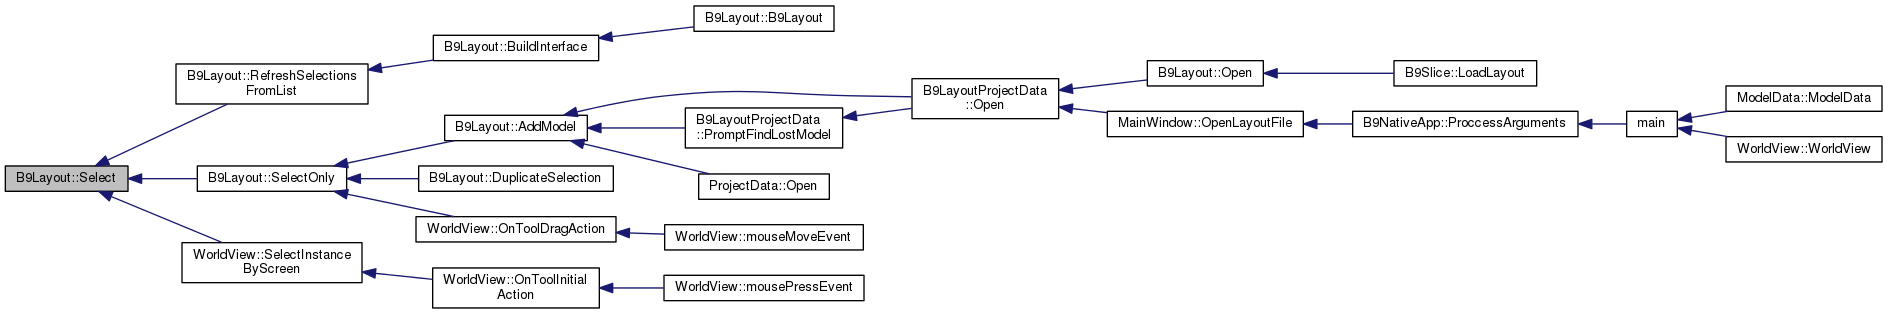 B9Layout::Select
B9Layout::RefreshSelections
FromList
B9Layout::BuildInterface
B9Layout::B9Layout
B9Layout::SelectOnly
B9Layout::AddModel
B9LayoutProjectData
::Open
B9Layout::Open
B9Slice::LoadLayout
MainWindow::OpenLayoutFile
B9NativeApp::ProccessArguments
main
ModelData::ModelData
WorldView::WorldView
B9LayoutProjectData
::PromptFindLostModel
ProjectData::Open
B9Layout::DuplicateSelection
WorldView::OnToolDragAction
WorldView::mouseMoveEvent
WorldView::SelectInstance
ByScreen
WorldView::OnToolInitial
Action
WorldView::mousePressEvent